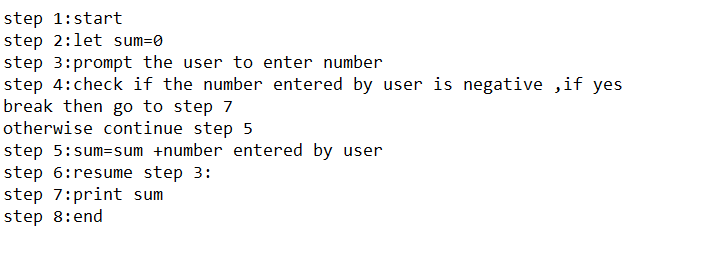 step 1:start
step 2:let sum=0
step 3:prompt the user to enter number
step 4:check if the number entered by user is negative ,if yes
break then go to step 7
otherwise continue step 5
step 5:sum=sum +number entered by user
step 6:resume step 3:
step 7:print sum
step 8:end